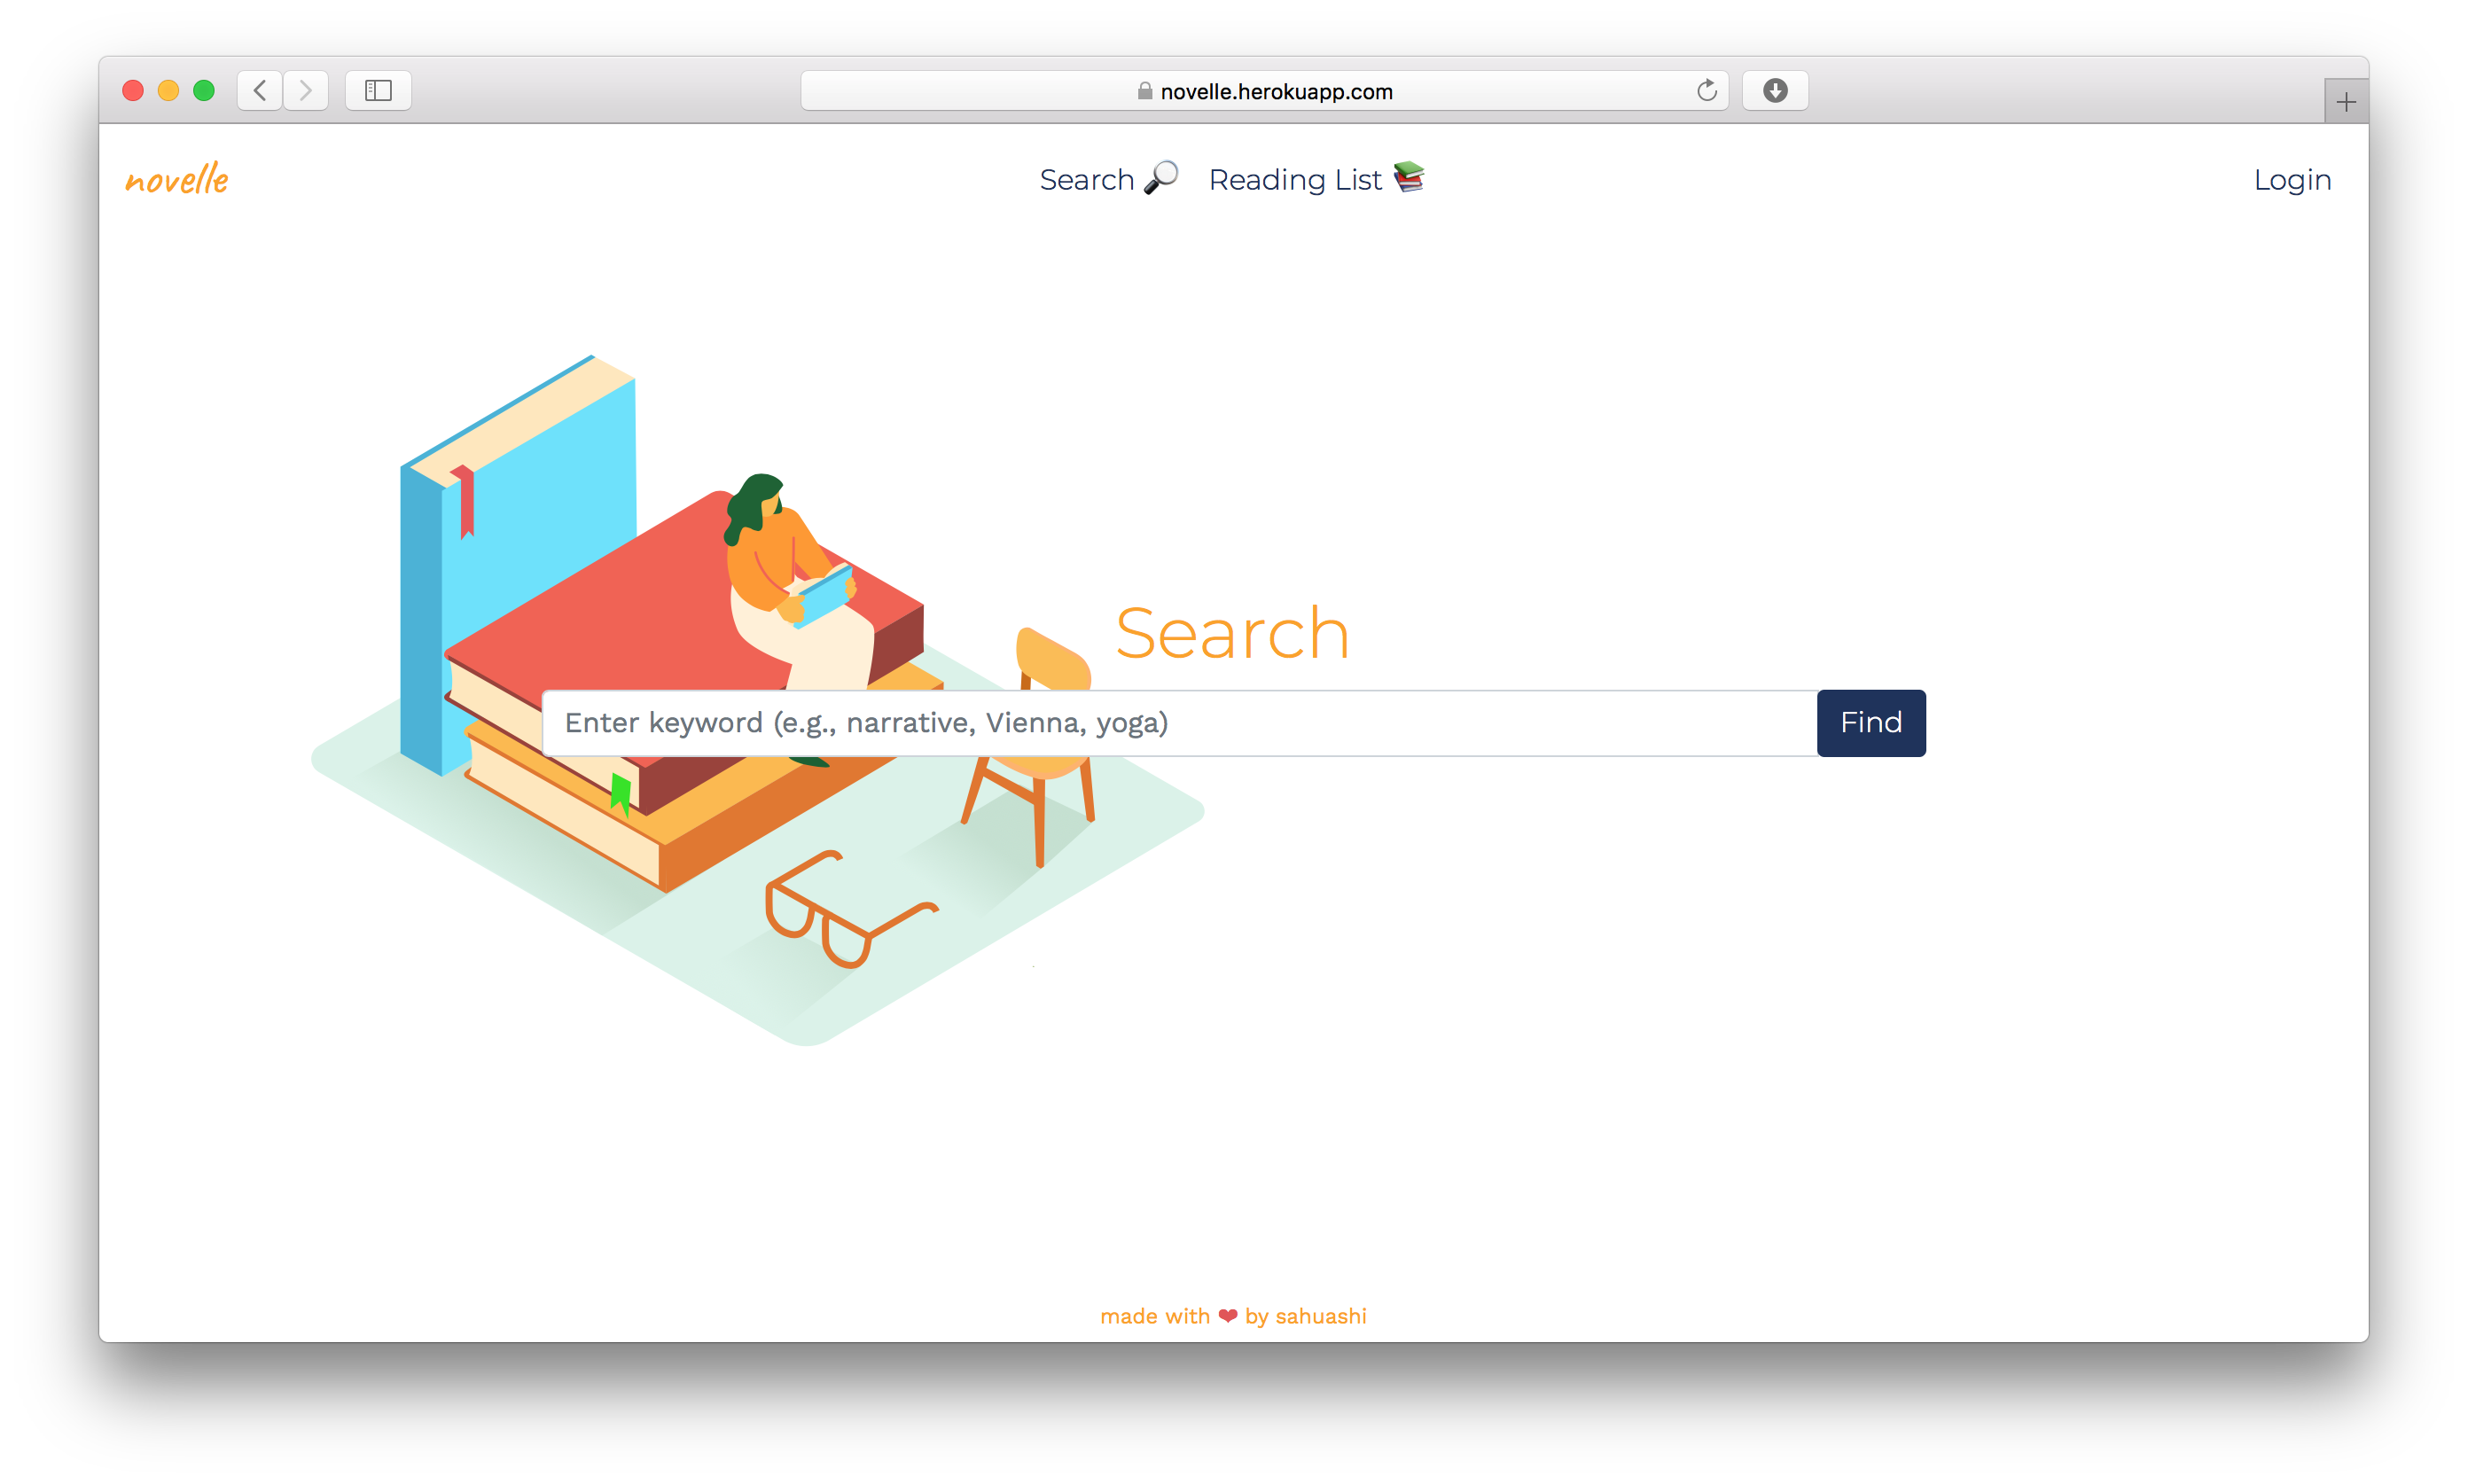 novelle.herokuapp.com
novelle
Search 🔎 Reading List 📚
Login
Search
Enter keyword (e.g., narrative, Vienna, yoga)
Find
made with ❤ by sahuashi